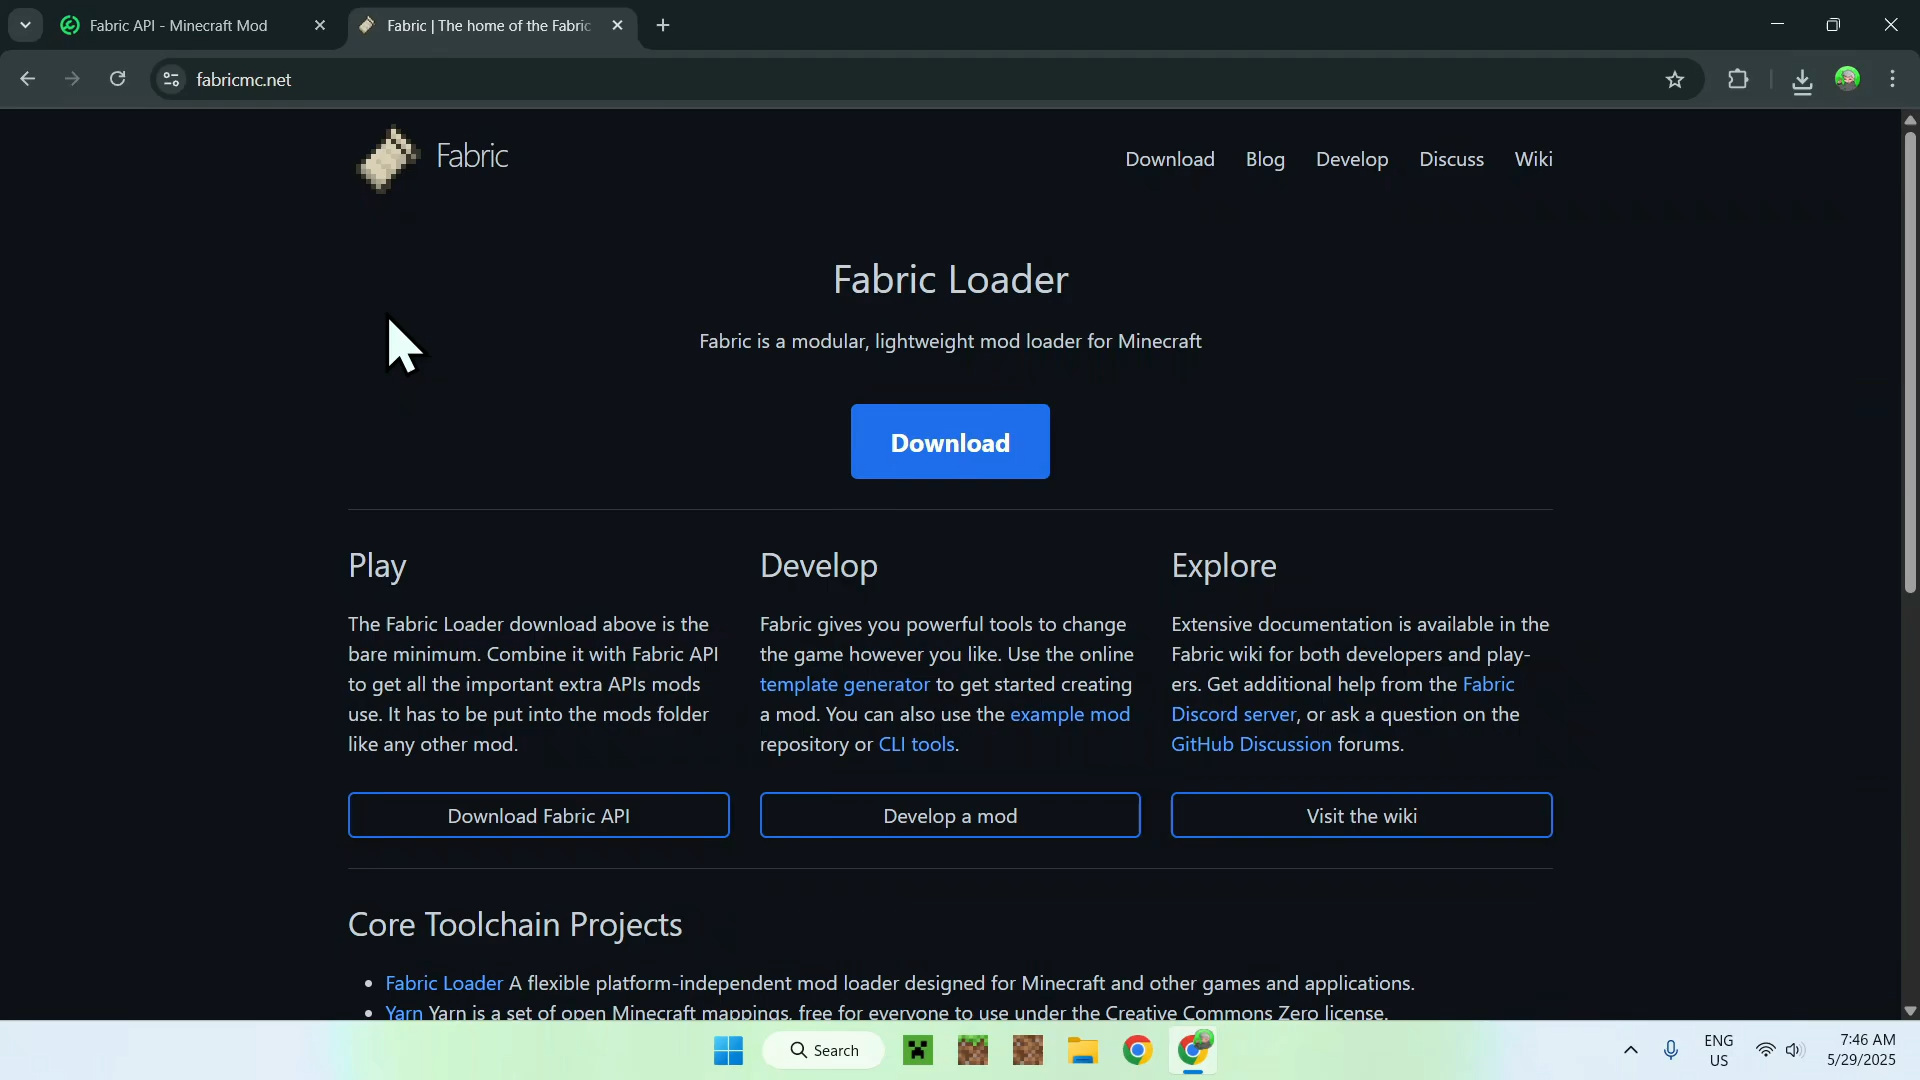 Fabric API - Minecraft Mod
Fabric | The home of the Fabric
fabricmc.net
Fabric
Download
Blog
Develop
Discuss
Wiki
Fabric Loader
Fabric is a modular, lightweight mod loader for Minecraft
Download
Play
The Fabric Loader download above is the
bare minimum. Combine it with Fabric API
to get all the important extra APIs mods
use. It has to be put into the mods folder
like any other mod.
Download Fabric API
Develop
Fabric gives you powerful tools to change
the game however you like. Use the online
template generator to get started creating
a mod. You can also use the example mod
repository or CLI tools.
Develop a mod
Explore
Extensive documentation is available in the
Fabric wiki for both developers and play-
ers. Get additional help from the Fabric
Discord server, or ask a question on the
GitHub Discussion forums.
Visit the wiki
Core Toolchain Projects
Fabric Loader A flexible platform-independent mod loader designed for Minecraft and other games and applications.
Yarn Yarn is a set of open Minecraft mappings, free for everyone to use under the Creative Commons Zero license.
Search
ENG
US
7:46 AM
5/29/2025